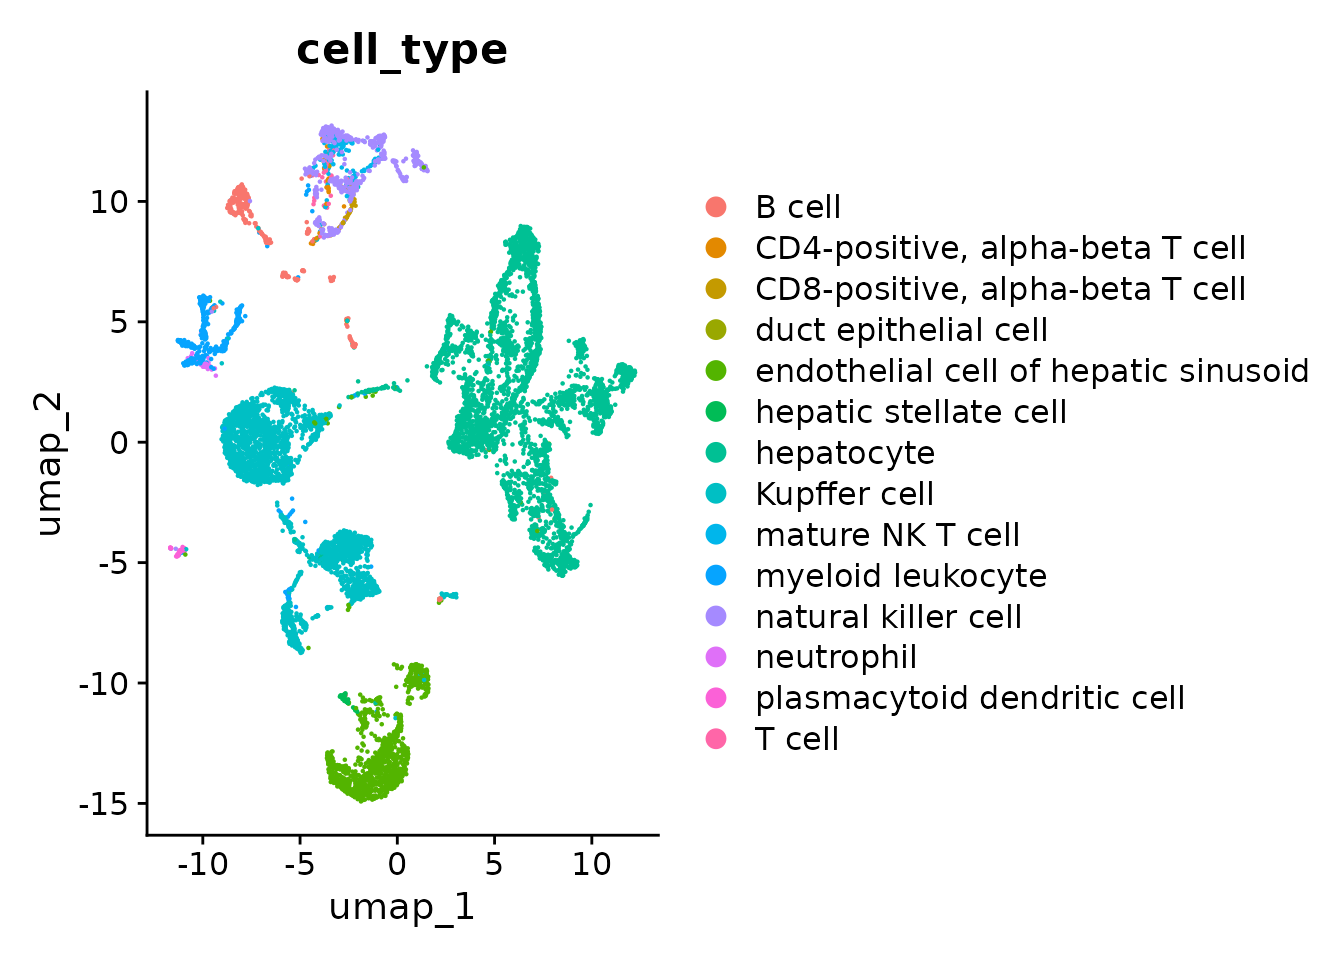 cell_type
10
5
0
-5
-10
-15
umap_2
-10 -5 0 5 10
umap_1
B cell
CD4-positive, alpha-beta T cell
CD8-positive, alpha-beta T cell
duct epithelial cell
endothelial cell of hepatic sinusoid
hepatic stellate cell
hepatocyte
Kupffer cell
mature NK T cell
myeloid leukocyte
natural killer cell
neutrophil
plasmacytoid dendritic cell
T cell